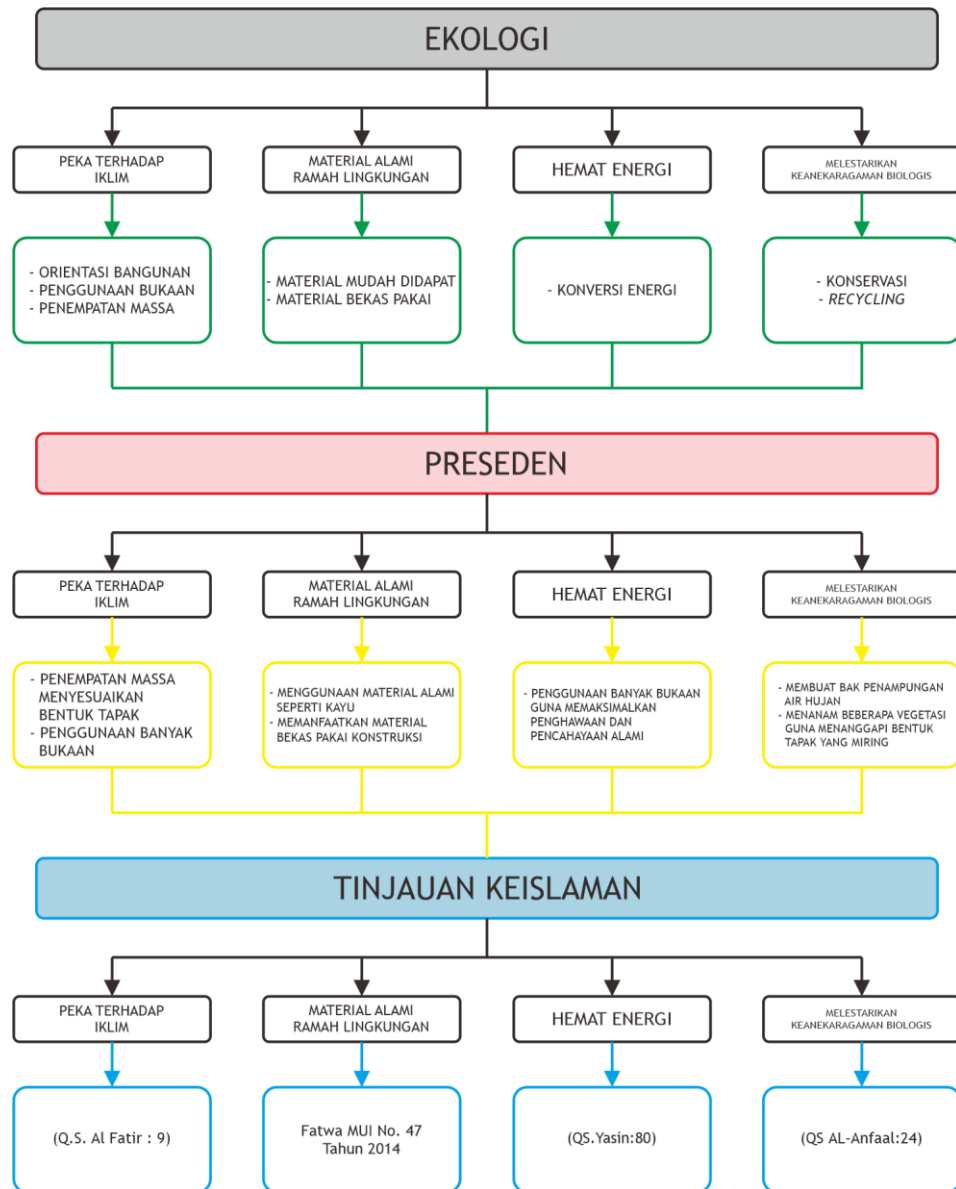 EKOLOGI
PEKA TERHADAP
IKLIM
MATERIAL ALAMI
RAMAH LINGKUNGAN
HEMAT ENERGI
MELESTARIKAN
KEANEKARAGAMAN BIOLOGIS
- ORIENTASI BANGUNAN
- PENGGUNAAN BUKAAN
- PENEMPATAN MASSA
- MATERIAL MUDAH DIDAPAT
- MATERIAL BEKAS PAKAI
- KONVERSI ENERGI
- KONSERVASI
- RECYCLING
PRESEDEN
PEKA TERHADAP
IKLIM
MATERIAL ALAMI
RAMAH LINGKUNGAN
HEMAT ENERGI
MELESTARIKAN
KEANEKARAGAMAN BIOLOGIS
- PENEMPATAN MASSA
MENYESUAIKAN
BENTUK TAPAK
- PENGGUNAAN BANYAK
BUKAAN
- MENGGUNAAN MATERIAL ALAMI
SEPERTI KAYU
- MEMANFAATKAN MATERIAL
BEKAS PAKAI KONSTRUKSI
- PENGGUNAAN BANYAK BUKAAN
GUNA MEMAKSIMALKAN
PENGHAWAAN DAN
PENCAHAYAAN ALAMI
- MEMBUAT BAK PENAMPUNGAN
AIR HUJAN
- MENANAM BEBERAPA VEGETASI
GUNA MENANGGAPI BENTUK
TAPAK YANG MIRING
TINJAUAN KEISLAMAN
PEKA TERHADAP
IKLIM
MATERIAL ALAMI
RAMAH LINGKUNGAN
HEMAT ENERGI
MELESTARIKAN
KEANEKARAGAMAN BIOLOGIS
(Q.S. Al Fatir : 9)
Fatwa MUI No. 47
Tahun 2014
(QS.Yasin:80)
(QS AL-Anfaal:24)